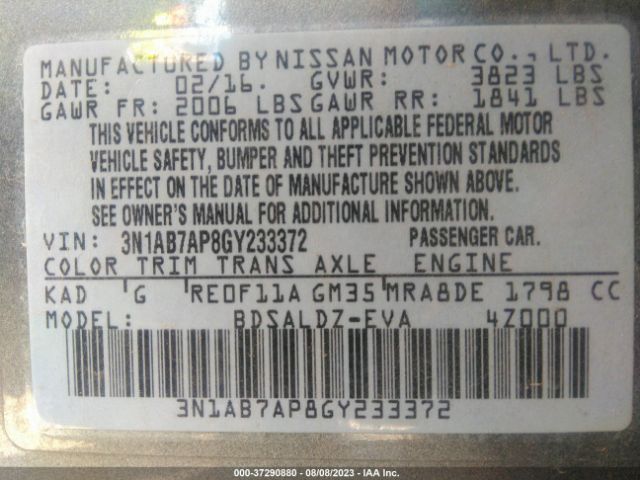 MANUFACTURED BY NISSAN MOTOR CO., LTD.
DATE: 02/16. GVWR: 3823 LBS
GAWR FR: 2006 LBS GAWR RR: 1841 LBS
THIS VEHICLE CONFORMS TO ALL APPLICABLE FEDERAL MOTOR
VEHICLE SAFETY, BUMPER AND THEFT PREVENTION STANDARDS
IN EFFECT ON THE DATE OF MANUFACTURE SHOWN ABOVE.
SEE OWNER'S MANUAL FOR ADDITIONAL INFORMATION.
VIN: 3N1AB7AP8GY233372 PASSENGER CAR.
COLOR TRIM TRANS AXLE ENGINE
KAD G RE0F11A GM35 MRA8DE 1798 CC
MODEL: BDSALDZ-EVA 4Z000
3N1AB7AP8GY233372
000-37290880 - 08/08/2023 - IAA Inc.